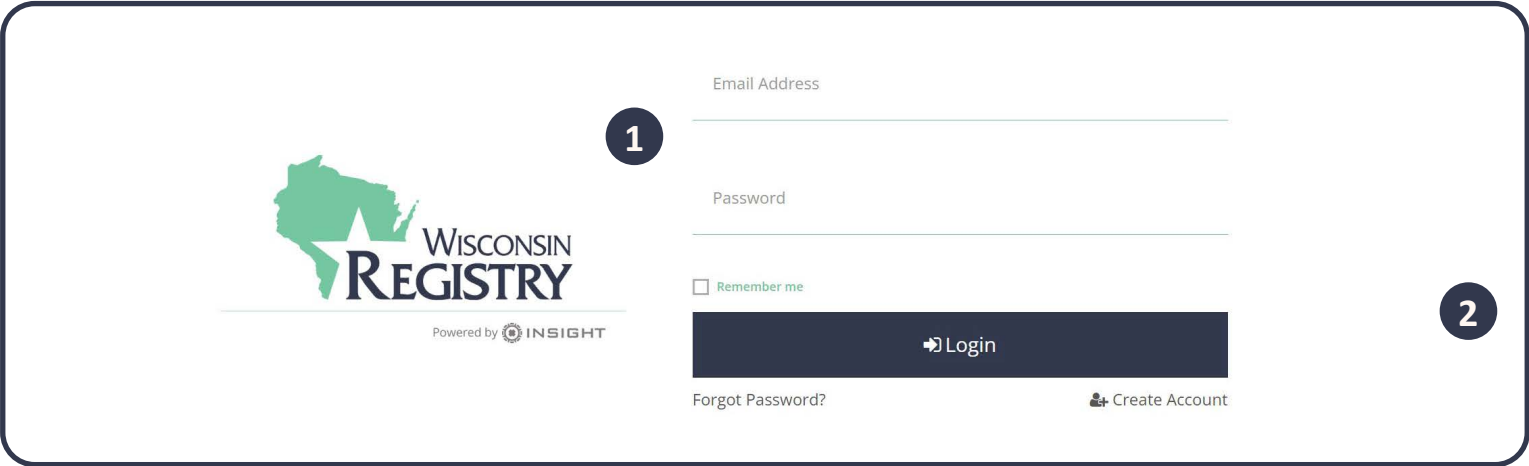 Email Address
1
Password
WISCONSIN
REGISTRY
Remember me
2
Powered by INSIGHT
Login
Forgot Password?
Create Account